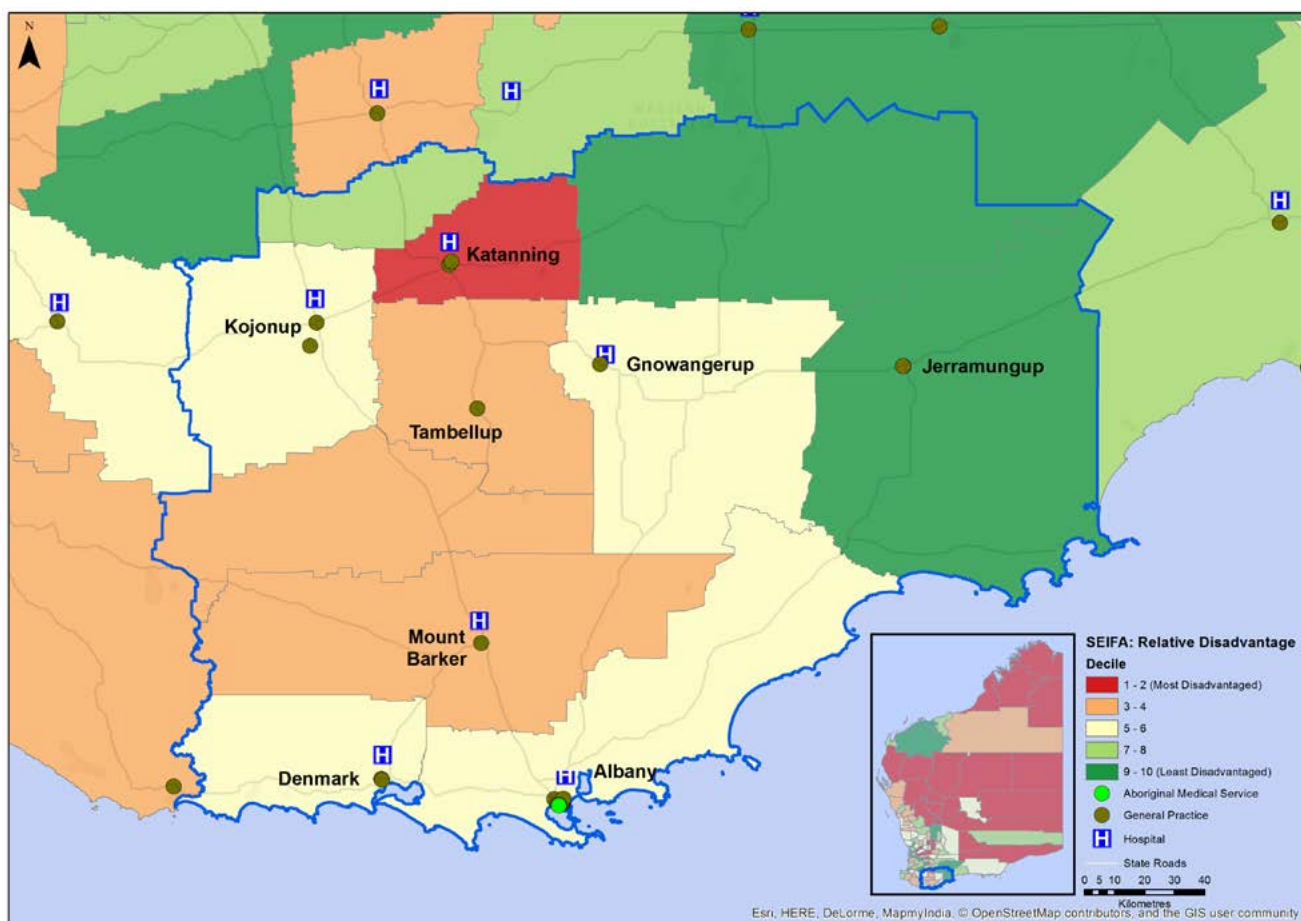 N
H
H
H
H
Katanning
H
H
Kojonup
H
Gnowangerup
Jerramungup
Tambellup
H
Mount
Barker
H
Denmark
H
Albany
SEIFA: Relative Disadvantage
Decile
1 - 2 (Most Disadvantaged)
3 - 4
5 - 6
7 - 8
9 - 10 (Least Disadvantaged)
Aboriginal Medical Service
General Practice
H Hospital
State Roads
0 5 10 20 30 40
Kilometres
Esri, HERE, DeLorme, MapmyIndia, © OpenStreetMap contributors, and the GIS user community